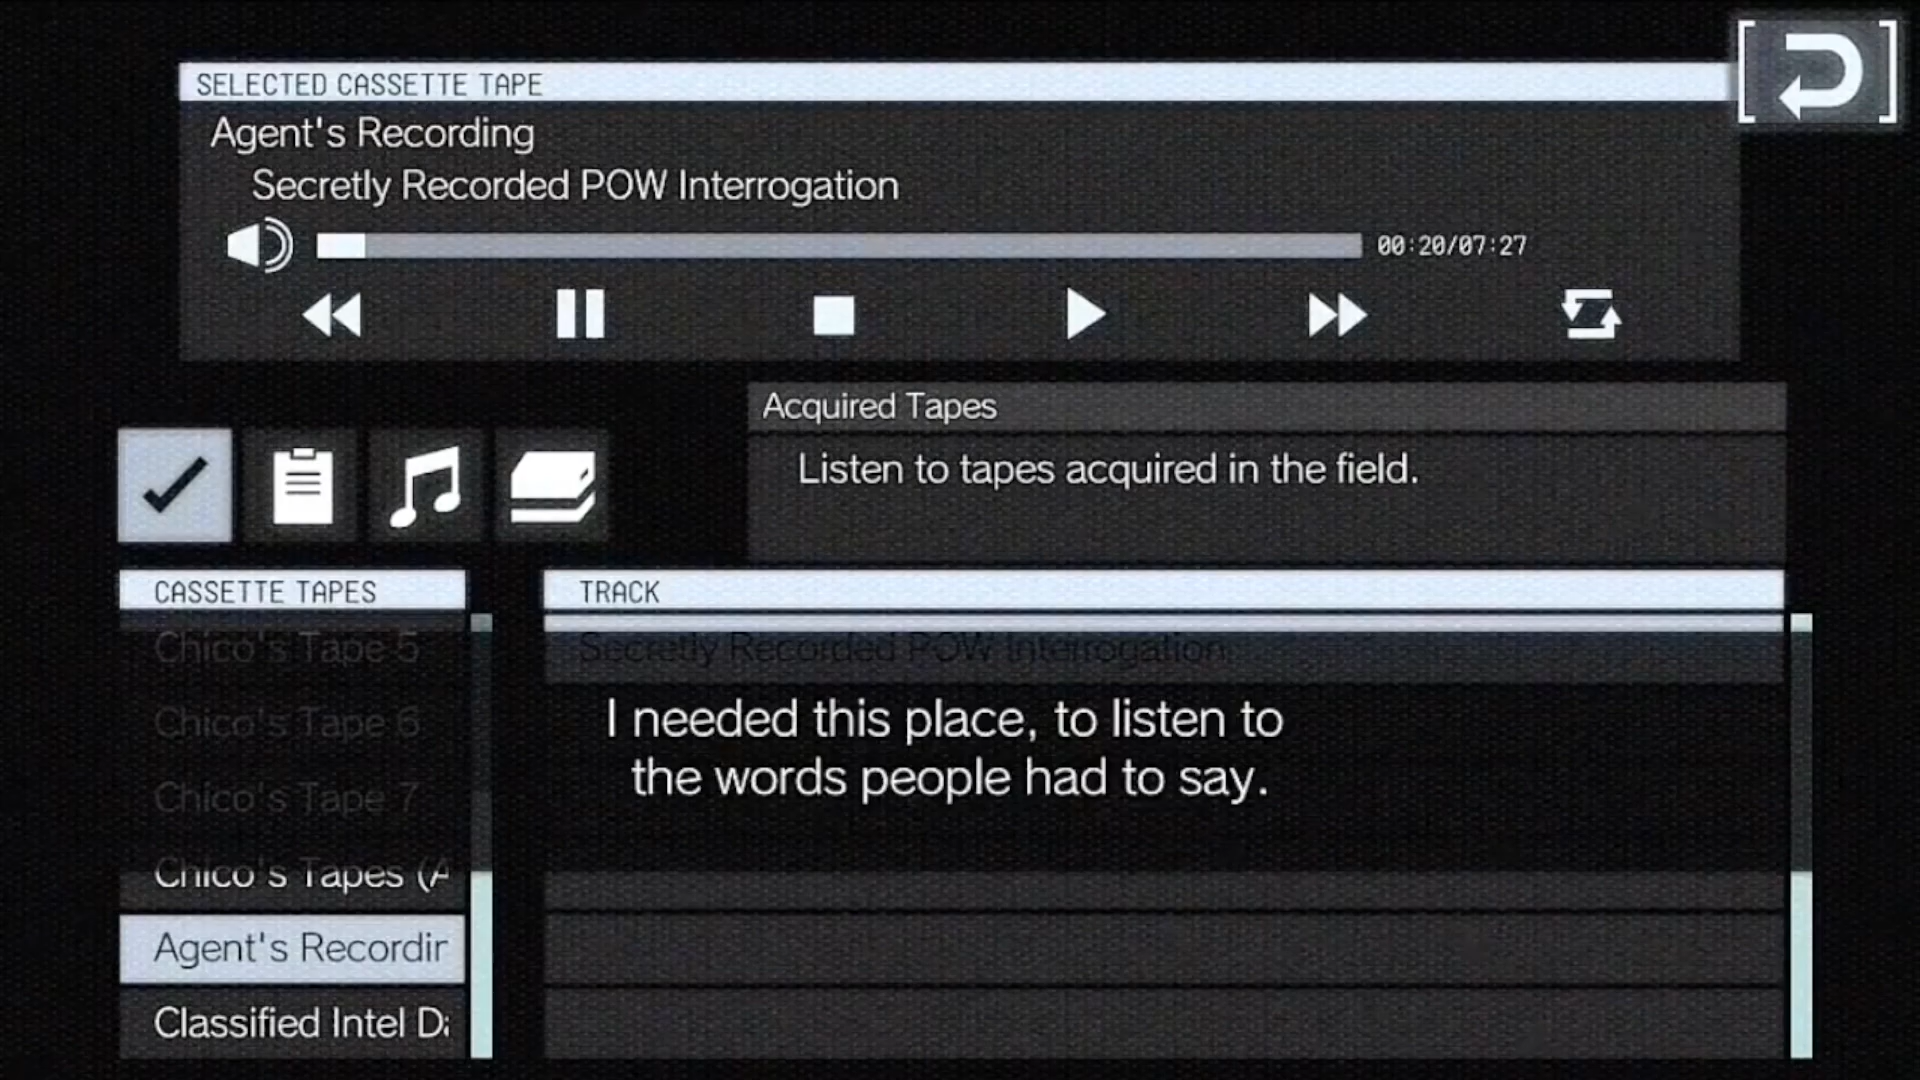 SELECTED CASSETTE TAPE
Agent's Recording
Secretly Recorded POW Interrogation
00:20/07:27
Acquired Tapes
Listen to tapes acquired in the field.
CASSETTE TAPES
TRACK
Chico's Tape 5
Secretly Recorded POW Interrogation
Chico's Tape 6
I needed this place, to listen to
the words people had to say.
Chico's Tape 7
Chico's Tapes (A
Agent's Recordin
Classified Intel Da